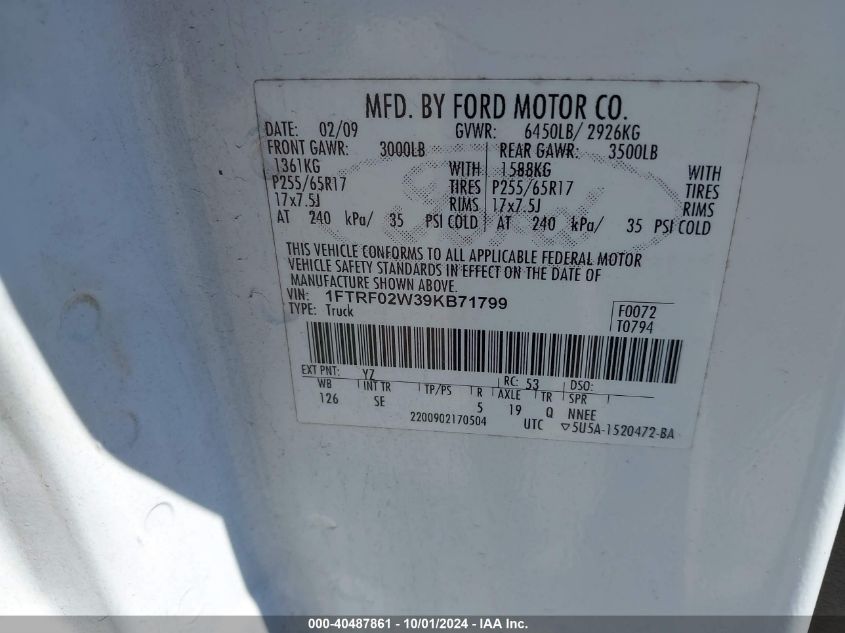 MFD. BY FORD MOTOR CO.
DATE: 02/09 GVWR: 6450LB/ 2926KG
FRONT GAWR: 3000LB REAR GAWR: 3500LB
1361KG WITH 1588KG WITH
P255/65R17 TIRES P255/65R17 TIRES
17x7.5J RIMS 17x7.5J RIMS
AT 240 kPa/ 35 PSI COLD AT 240 kPa/ 35 PSI COLD
THIS VEHICLE CONFORMS TO ALL APPLICABLE FEDERAL MOTOR
VEHICLE SAFETY STANDARDS IN EFFECT ON THE DATE OF
MANUFACTURE SHOWN ABOVE.
VIN: 1FTRF02W39KB71799 F0072
TYPE: Truck T0794
EXT PNT: YZ RC: 53 DSO:
WB INT TR TP/PS R AXLE TR SPR
126 SE 5 19 Q NNEE
2200902170504 UTC ▽5U5A-1520472-BA
000-40487861 - 10/01/2024 - IAA Inc.